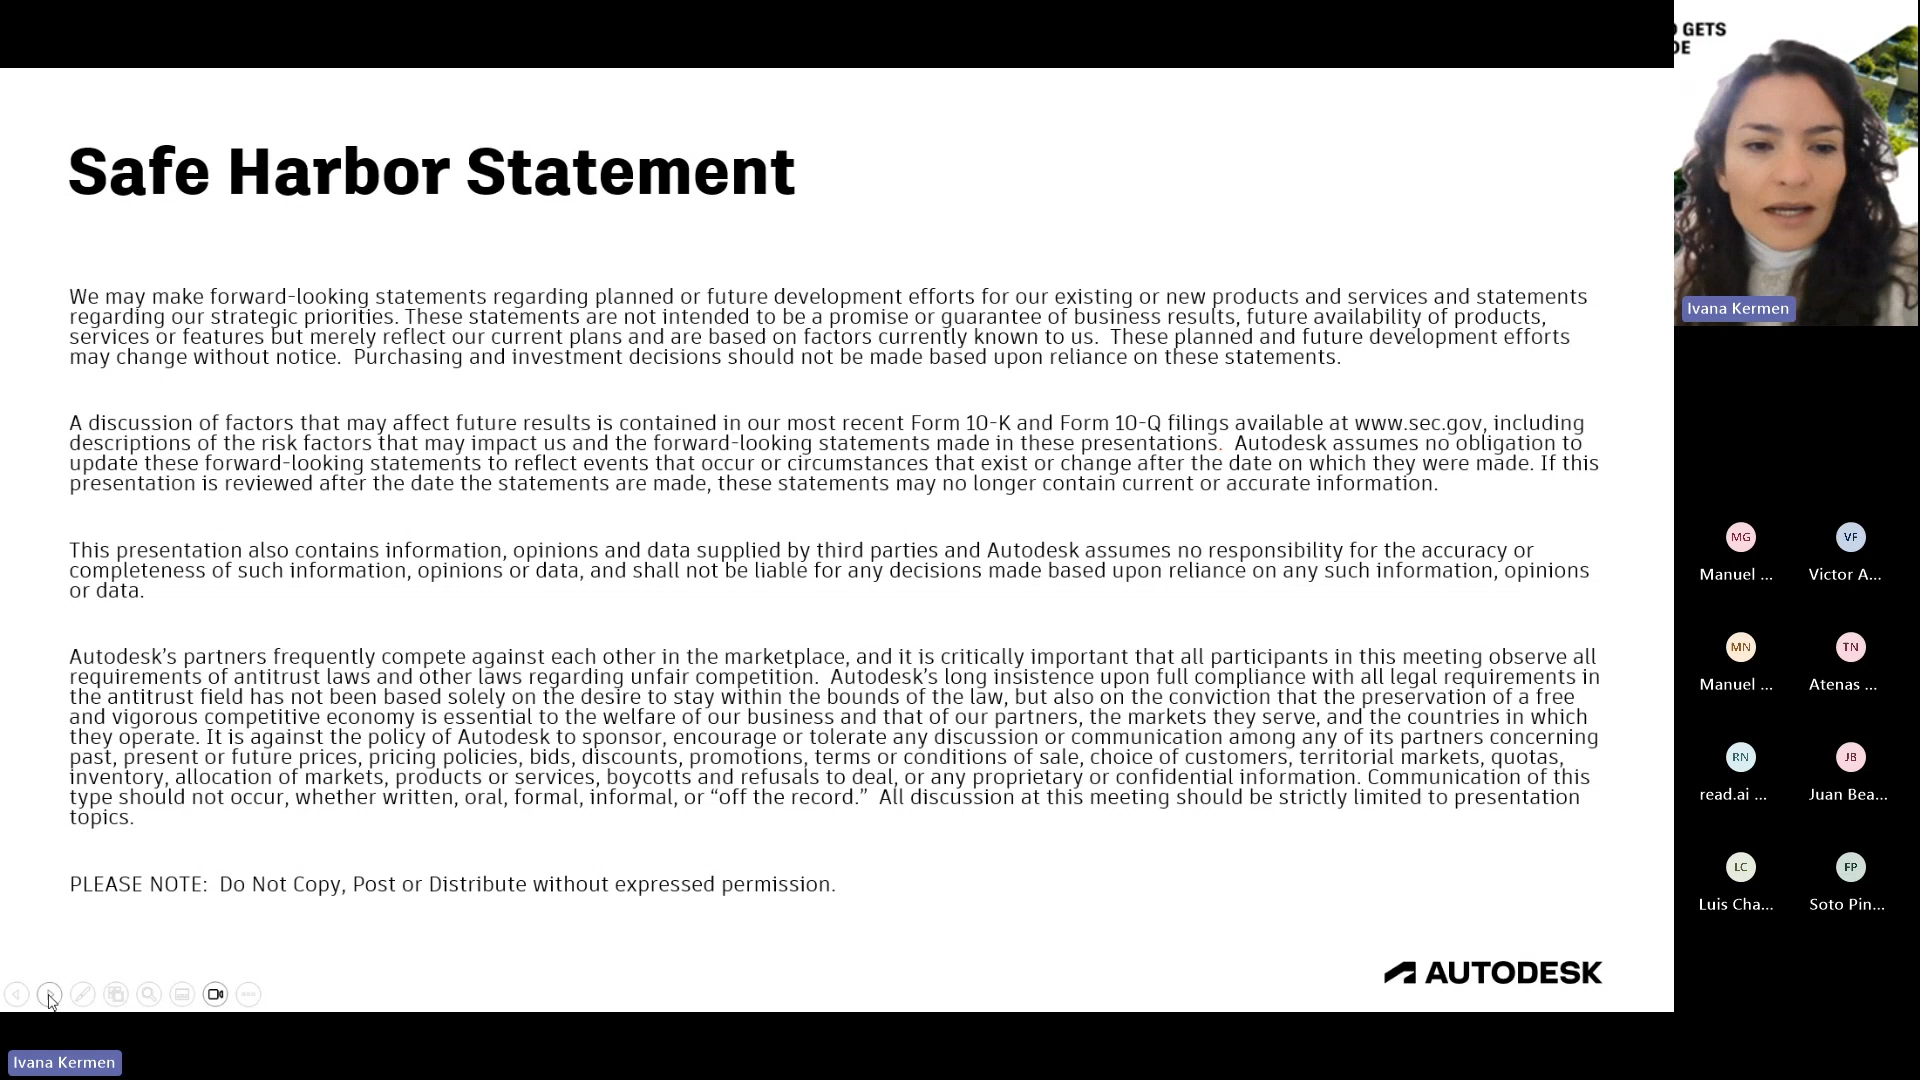 Safe Harbor Statement
We may make forward-looking statements regarding planned or future development efforts for our existing or new products and services and statements
regarding our strategic priorities. These statements are not intended to be a promise or guarantee of business results, future availability of products,
services or features but merely reflect our current plans and are based on factors currently known to us.  These planned and future development efforts
may change without notice.  Purchasing and investment decisions should not be made based upon reliance on these statements.
A discussion of factors that may affect future results is contained in our most recent Form 10-K and Form 10-Q filings available at www.sec.gov, including
descriptions of the risk factors that may impact us and the forward-looking statements made in these presentations.  Autodesk assumes no obligation to
update these forward-looking statements to reflect events that occur or circumstances that exist or change after the date on which they were made. If this
presentation is reviewed after the date the statements are made, these statements may no longer contain current or accurate information.
This presentation also contains information, opinions and data supplied by third parties and Autodesk assumes no responsibility for the accuracy or
completeness of such information, opinions or data, and shall not be liable for any decisions made based upon reliance on any such information, opinions
or data.
Autodesk’s partners frequently compete against each other in the marketplace, and it is critically important that all participants in this meeting observe all
requirements of antitrust laws and other laws regarding unfair competition.  Autodesk’s long insistence upon full compliance with all legal requirements in
the antitrust field has not been based solely on the desire to stay within the bounds of the law, but also on the conviction that the preservation of a free
and vigorous competitive economy is essential to the welfare of our business and that of our partners, the markets they serve, and the countries in which
they operate. It is against the policy of Autodesk to sponsor, encourage or tolerate any discussion or communication among any of its partners concerning
past, present or future prices, pricing policies, bids, discounts, promotions, terms or conditions of sale, choice of customers, territorial markets, quotas,
inventory, allocation of markets, products or services, boycotts and refusals to deal, or any proprietary or confidential information. Communication of this
type should not occur, whether written, oral, formal, informal, or “off the record.”  All discussion at this meeting should be strictly limited to presentation
topics.
PLEASE NOTE:  Do Not Copy, Post or Distribute without expressed permission.
AUTODESK
Ivana Kermen
GETS
Ivana Kermen
MG
VF
Manuel ...
Victor A...
MN
TN
Manuel ...
Atenas ...
RN
JB
read.ai ...
Juan Bea...
LC
FP
Luis Cha...
Soto Pin...